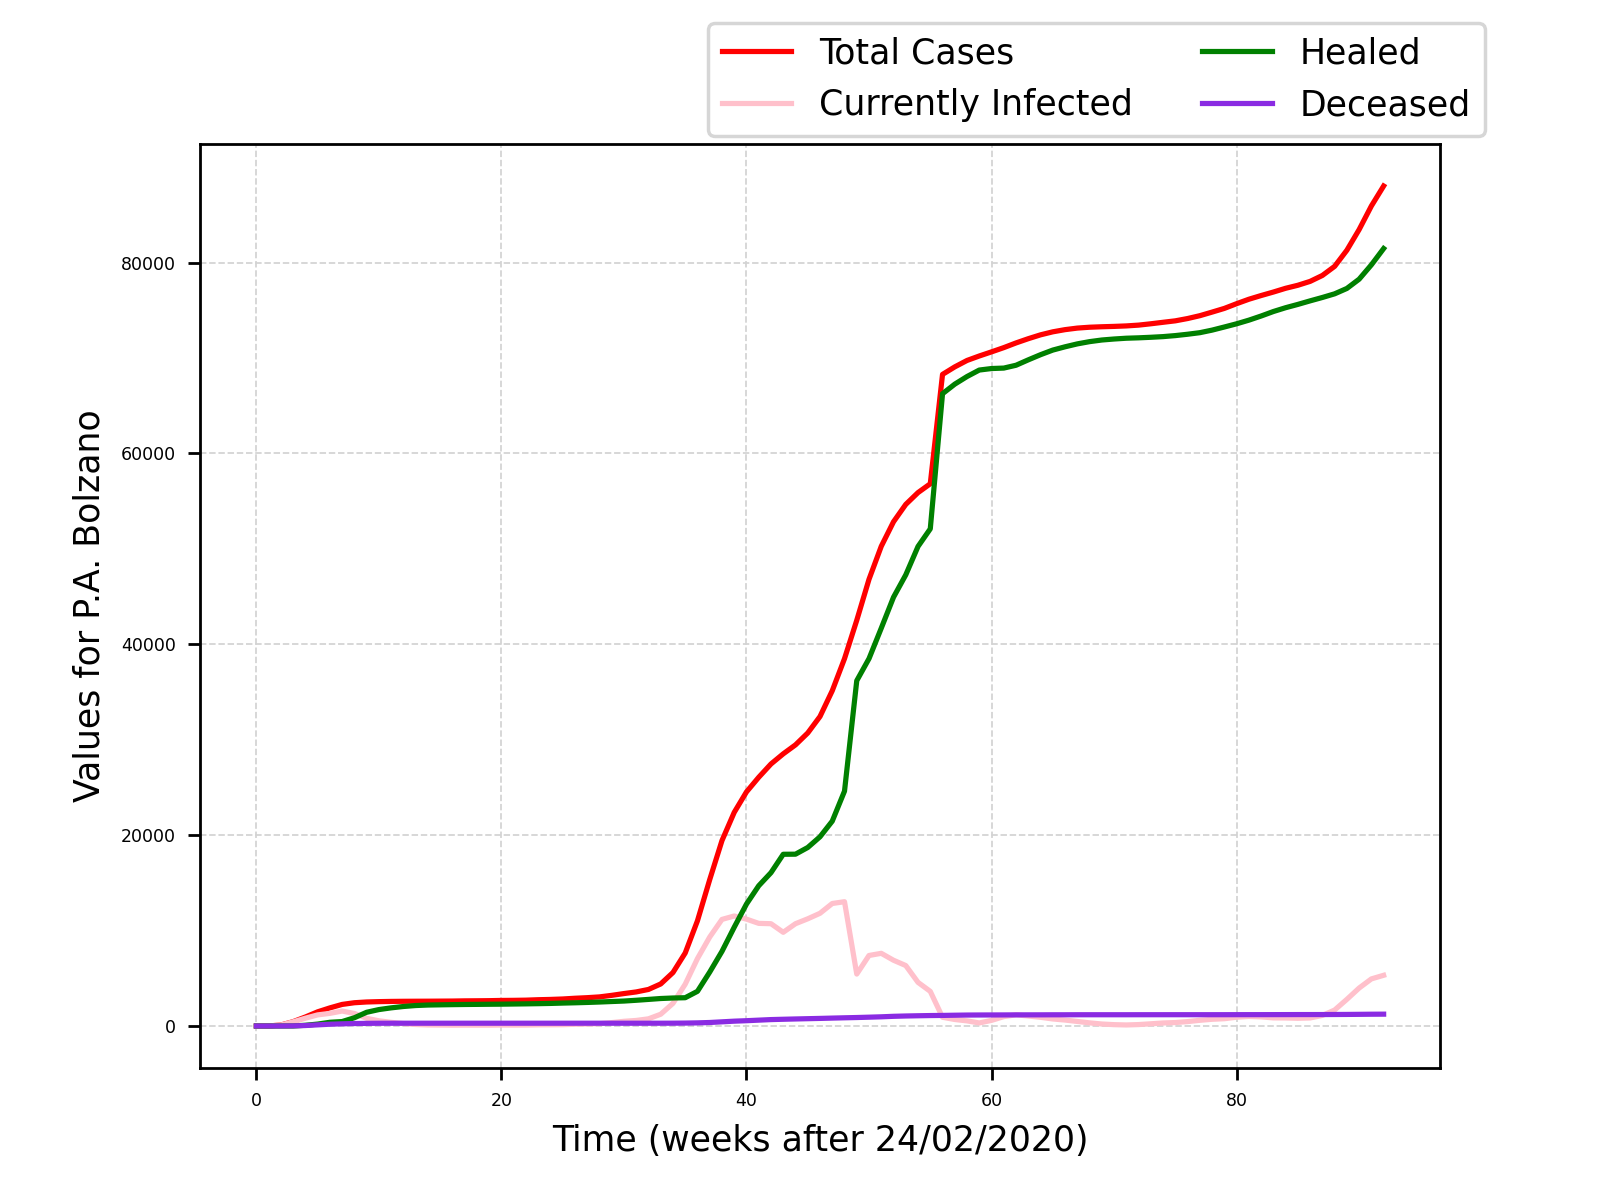 Total Cases
Currently Infected
Healed
Deceased
Values for P.A. Bolzano
80000
60000
40000
20000
0
0 20 40 60 80
Time (weeks after 24/02/2020)